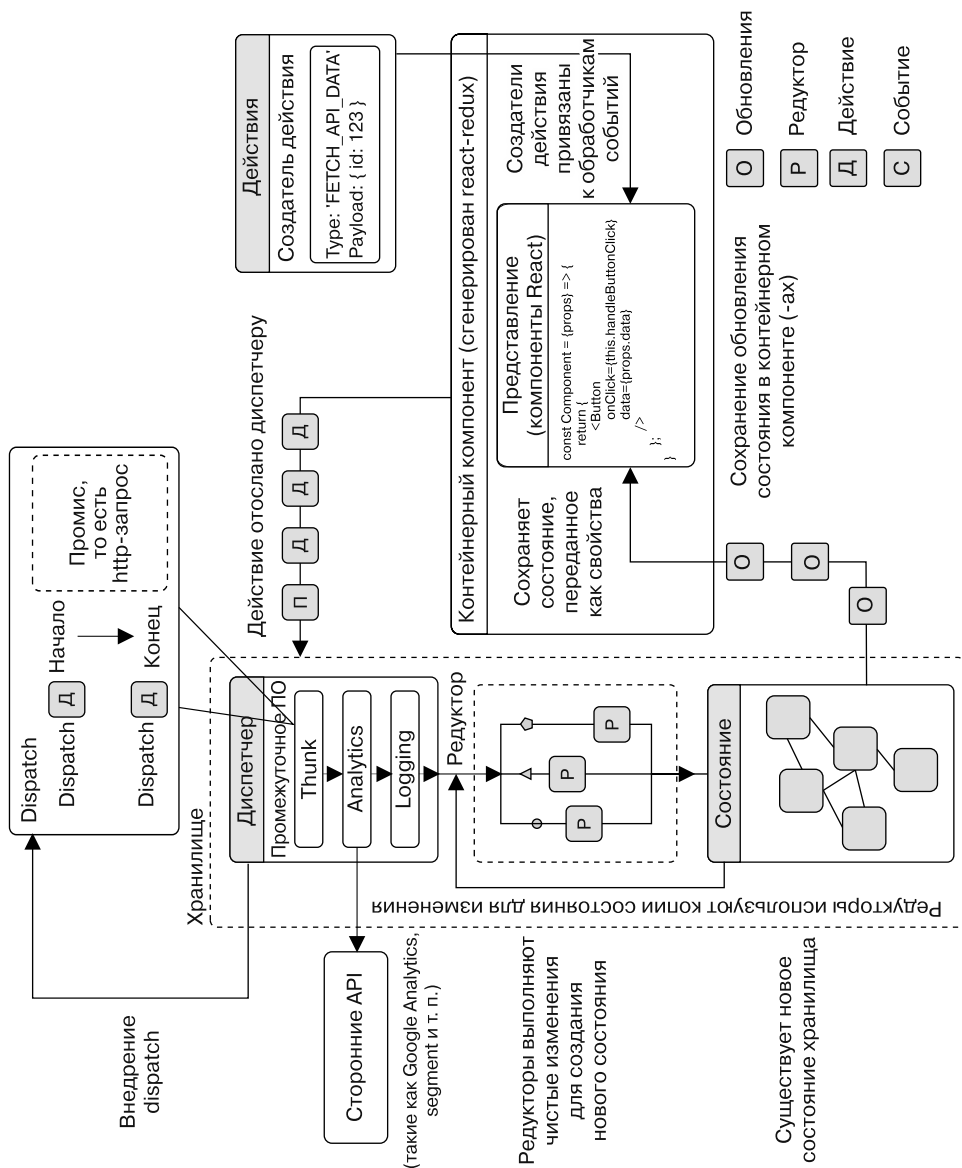 Внедрение
dispatch
Dispatch
Dispatch
Д
Начало
Dispatch
Д
Конец
Промис,
то есть
http-запрос
Хранилище
Диспетчер
Промежуточное ПО
Thunk
Analytics
Logging
Сторонние API
(такие как Google Analytics,
segment и т. п.)
Действие отослано диспетчеру
П
Д
Д
Д
Действия
Создатель действия
Type: 'FETCH_API_DATA'
Payload: { id: 123 }
Контейнерный компонент (сгенерирован react-redux)
Сохраняет
состояние,
переданное
как свойства
Представление
(компоненты React)
const Component = {props} => {
return {
<Button
onClick={this.handleButtonClick}
data={props.data}
/>
};
}
Создатели
действия
привязаны
к обработчикам
событий
Редукторы выполняют
чистые изменения
для создания
нового состояния
Редуктор
Р
Р
Р
Редукторы используют копии состояния для изменения
Существует новое
состояние хранилища
Состояние
О
О
О
Сохранение обновления
состояния в контейнерном
компоненте (-ах)
О
Обновления
Р
Редуктор
Д
Действие
С
Событие